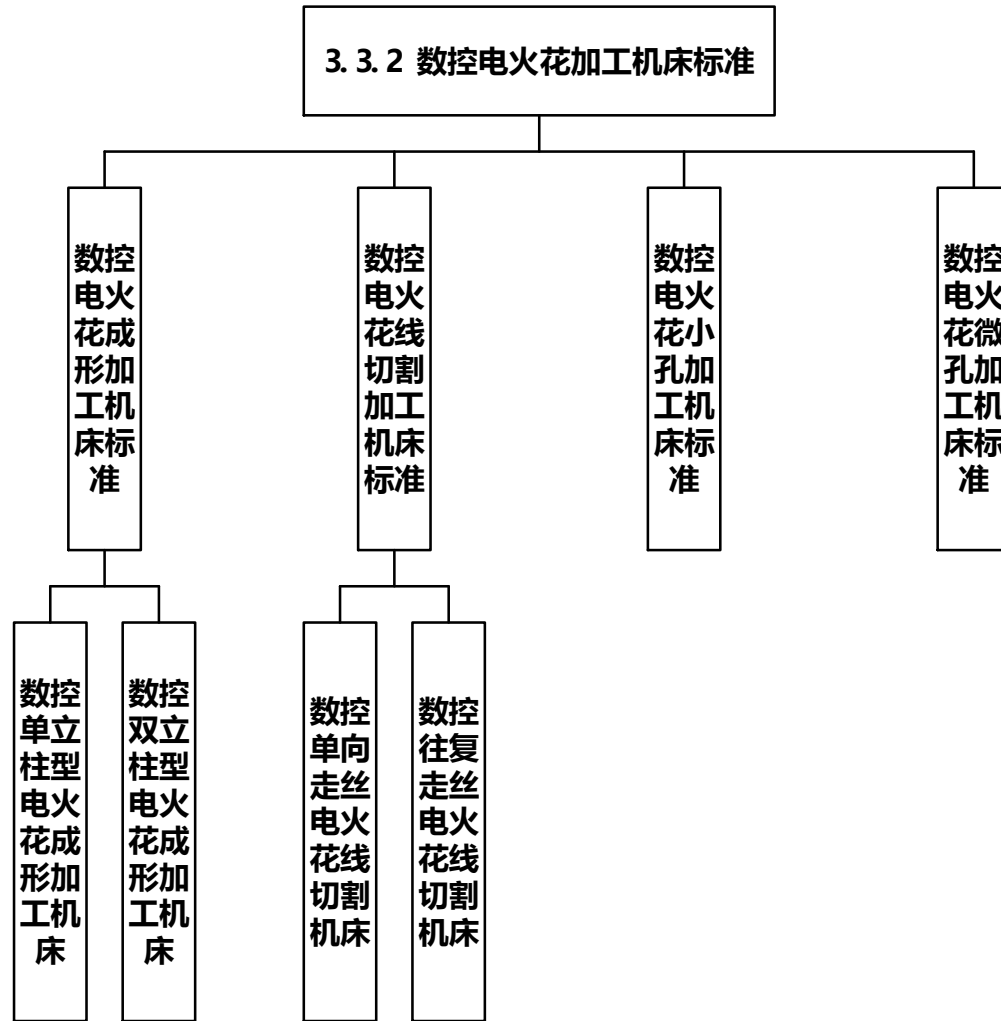 3.3.2 数控电火花加工机床标准
数控
电火
花成
形加
工机
床标
准
数控
电火
花线
切割
加工
机床
标准
数控
电火
花小
孔加
工机
床标
准
数控
电火
花微
孔加
工机
床标
准
数控
单立
柱型
电火
花成
形加
工机
床
数控
双立
柱型
电火
花成
形加
工机
床
数控
单向
走丝
电火
花线
切割
机床
数控
往复
走丝
电火
花线
切割
机床